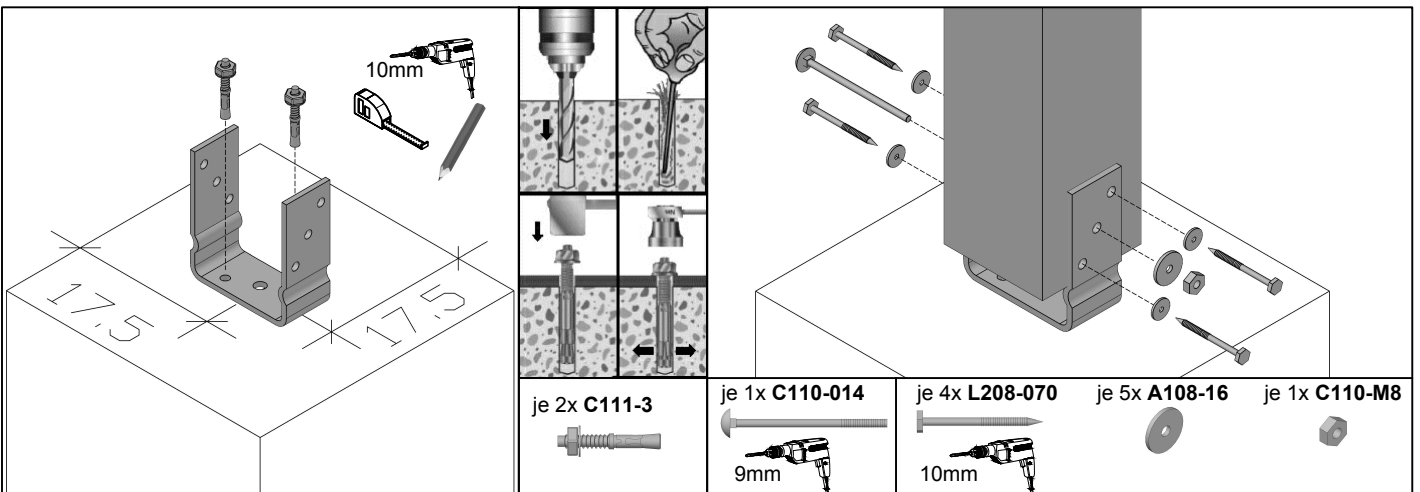 10mm
17.5
17.5
je 2x C111-3
je 1x C110-014
9mm
je 4x L208-070
10mm
je 5x A108-16
je 1x C110-M8